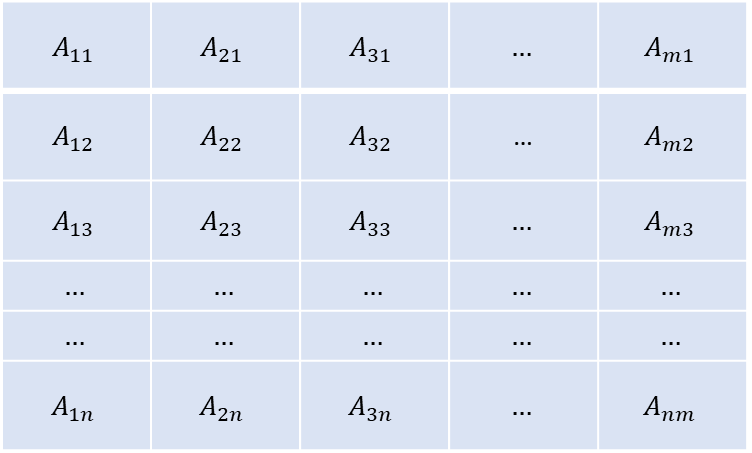 A₁₁ A₂₁ A₃₁ ... Aₘ₁
A₁₂ A₂₂ A₃₂ ... Aₘ₂
A₁₃ A₂₃ A₃₃ ... Aₘ₃
... ... ... ... ...
... ... ... ... ...
A₁ₙ A₂ₙ A₃ₙ ... Aₙₘ